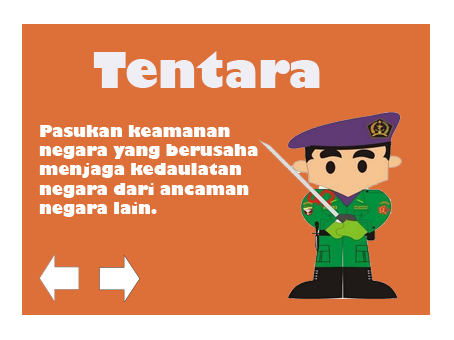 Tentara
Pasukan keamanan
negara yang berusaha
menjaga kedaulatan
negara dari ancaman
negara lain.